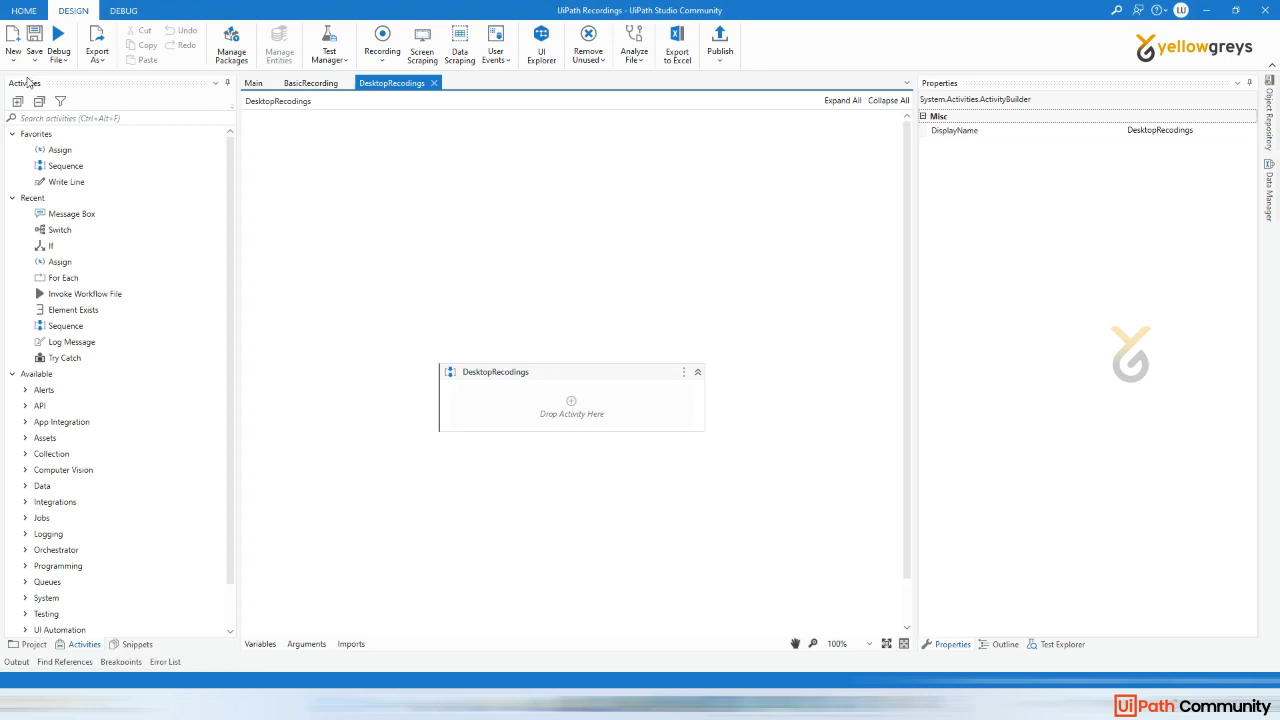 HOME DESIGN DEBUG UiPath Recordings - UiPath Studio Community LU
New Save Debug File Export As Cut Copy Paste Undo Redo Manage Packages Manage Entities Test Manager Recording Screen Scraping Data Scraping User Events UI Explorer Remove Unused Analyze File Export to Excel Publish yellowgreys
Activities Main BasicRecording DesktopRecodings Properties
DesktopRecodings Expand All Collapse All System.Activities.ActivityBuilder
Search activities (Ctrl+Alt+F) Misc
DisplayName DesktopRecodings
Favorites
Assign
Sequence
Write Line
Recent
Message Box
Switch
If
Assign
For Each
Invoke Workflow File
Element Exists
Sequence
Log Message
Try Catch
Available
Alerts
API
App Integration
Assets
Collection
Computer Vision
Data
Integrations
Jobs
Logging
Orchestrator
Programming
Queues
System
Testing
UI Automation
DesktopRecodings
Drop Activity Here
Object Repository
Data Manager
Project Activities Snippets Variables Arguments Imports 100% Properties Outline Test Explorer
Output Find References Breakpoints Error List
UiPath Community